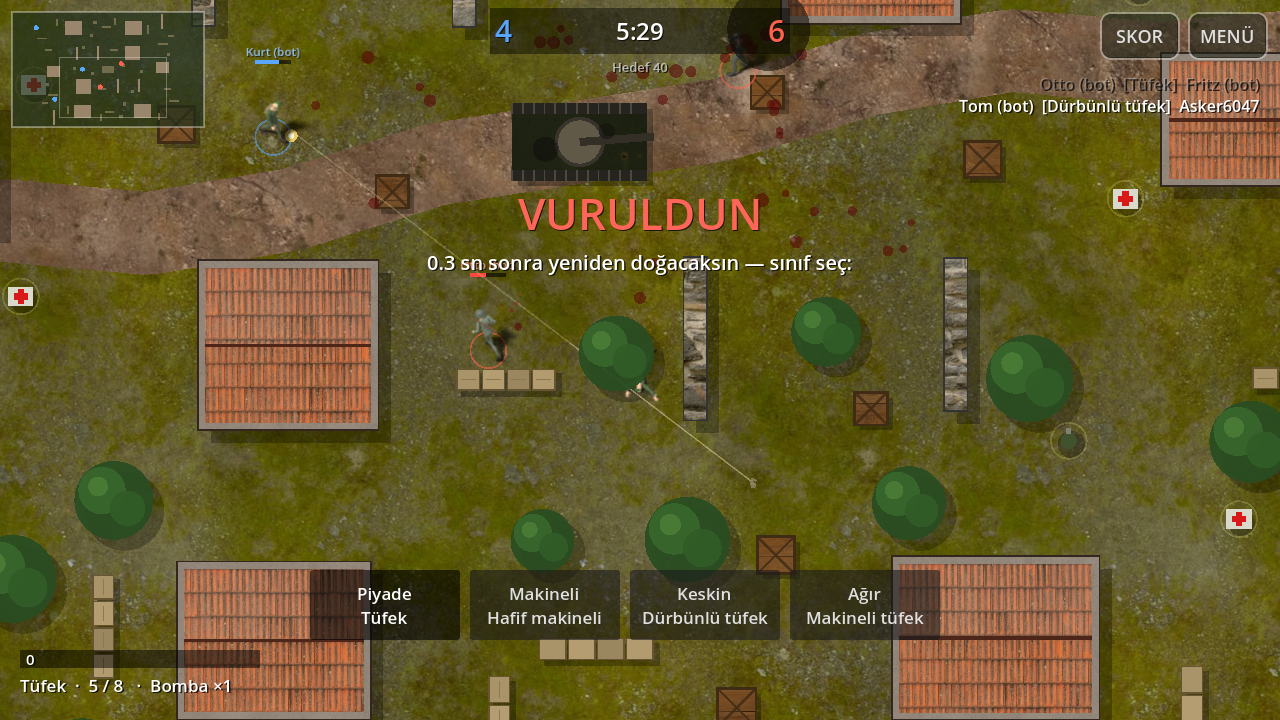 4
5:29
6
Hedef 40
SKOR
MENÜ
Kurt (bot)
Otto (bot) [Tüfek] Fritz (bot)
Tom (bot) [Dürbünlü tüfek] Asker6047
VURULDUN
0.3 sn sonra yeniden doğacaksın — sınıf seç:
Piyade
Tüfek
Makineli
Hafif makineli
Keskin
Dürbünlü tüfek
Ağır
Makineli tüfek
0
Tüfek · 5 / 8 · Bomba ×1